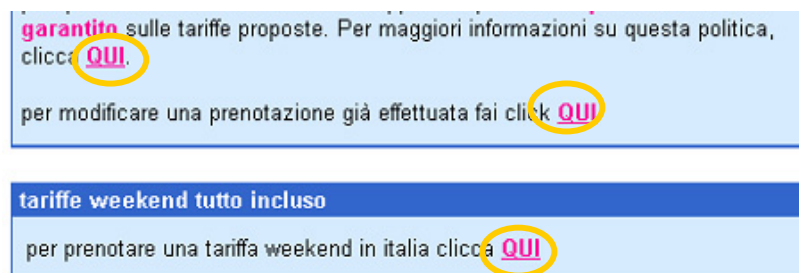 garantito sulle tariffe proposte. Per maggiori informazioni su questa politica,
clicca QUI.
per modificare una prenotazione già effettuata fai click QUI
tariffe weekend tutto incluso
per prenotare una tariffa weekend in italia clicca QUI